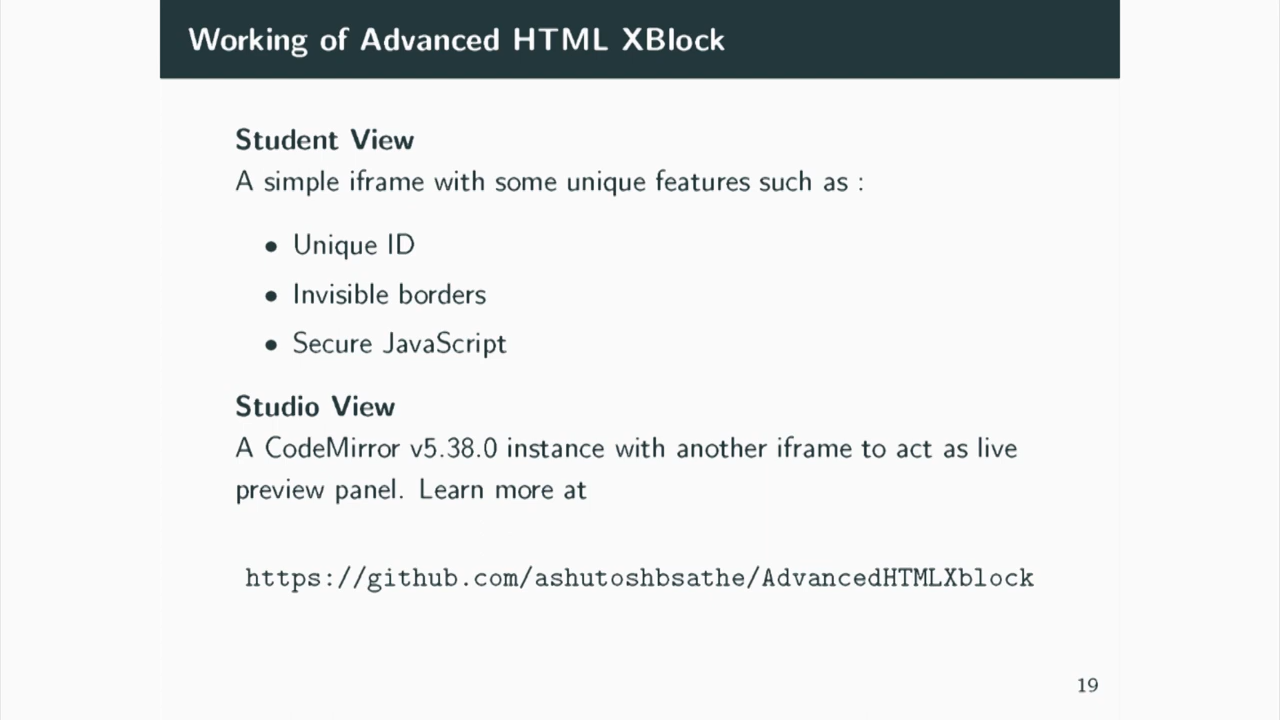 Working of Advanced HTML XBlock
Student View
A simple iframe with some unique features such as :
• Unique ID
• Invisible borders
• Secure JavaScript
Studio View
A CodeMirror v5.38.0 instance with another iframe to act as live
preview panel. Learn more at
https://github.com/ashutoshbsathe/AdvancedHTMLXblock
19